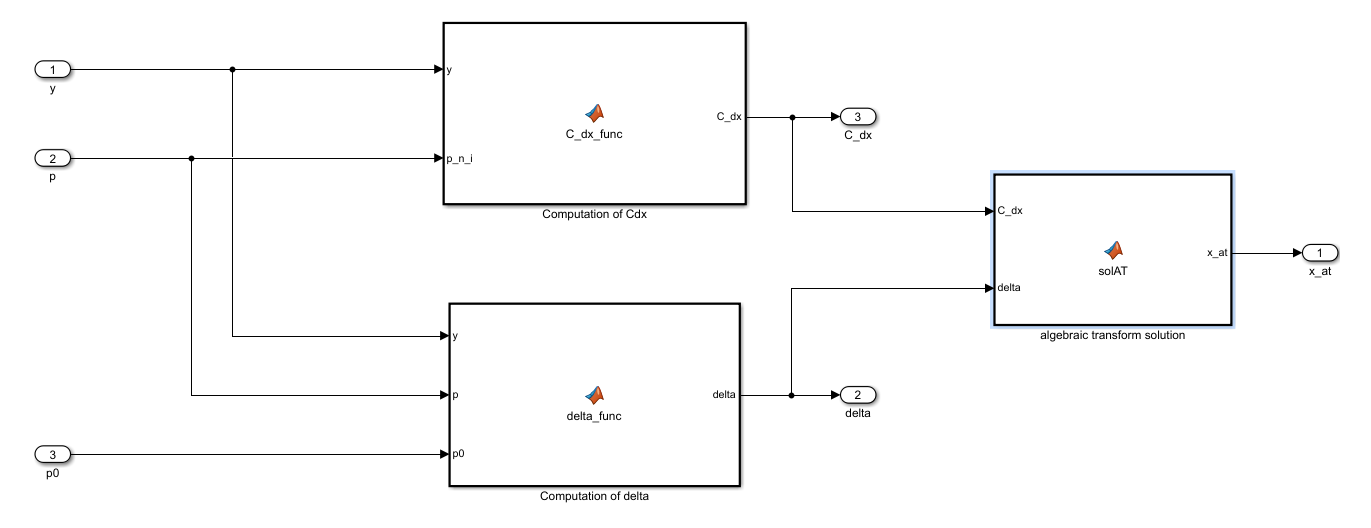 1
y
2
p
3
p0
y
p_n_i
C_dx_func
C_dx
Computation of Cdx
3
C_dx
y
p
p0
delta_func
delta
Computation of delta
2
delta
C_dx
delta
solAT
x_at
algebraic transform solution
1
x_at